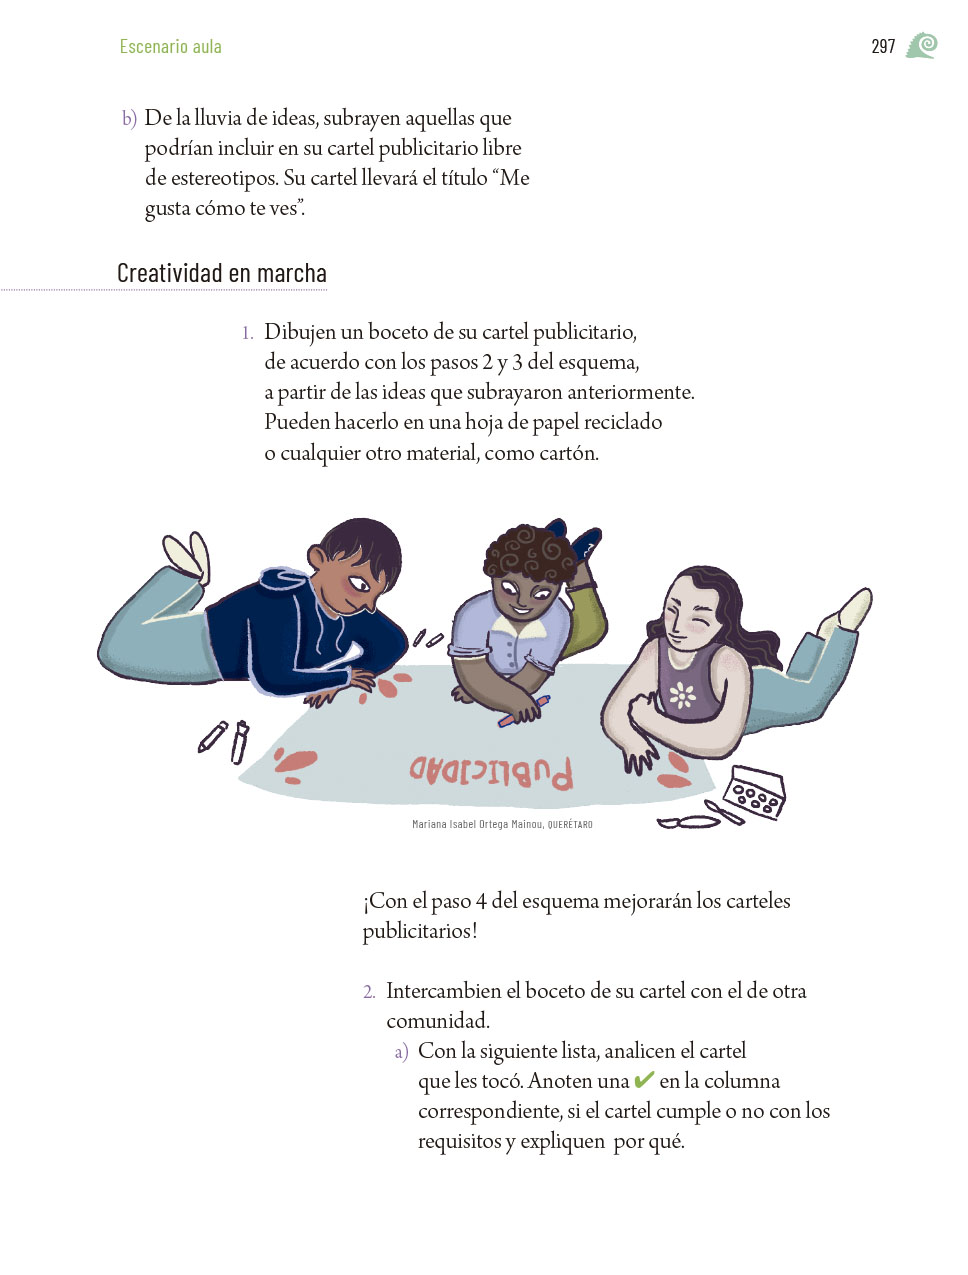 Escenario aula
297
b) De la lluvia de ideas, subrayen aquellas que
podrían incluir en su cartel publicitario libre
de estereotipos. Su cartel llevará el título “Me
gusta cómo te ves”.
Creatividad en marcha
1. Dibujen un boceto de su cartel publicitario,
de acuerdo con los pasos 2 y 3 del esquema,
a partir de las ideas que subrayaron anteriormente.
Pueden hacerlo en una hoja de papel reciclado
o cualquier otro material, como cartón.
PUBLICIDAD
Mariana Isabel Ortega Mainou, QUERÉTARO
¡Con el paso 4 del esquema mejorarán los carteles
publicitarios!
2. Intercambien el boceto de su cartel con el de otra
comunidad.
a) Con la siguiente lista, analicen el cartel
que les tocó. Anoten una ✔ en la columna
correspondiente, si el cartel cumple o no con los
requisitos y expliquen por qué.